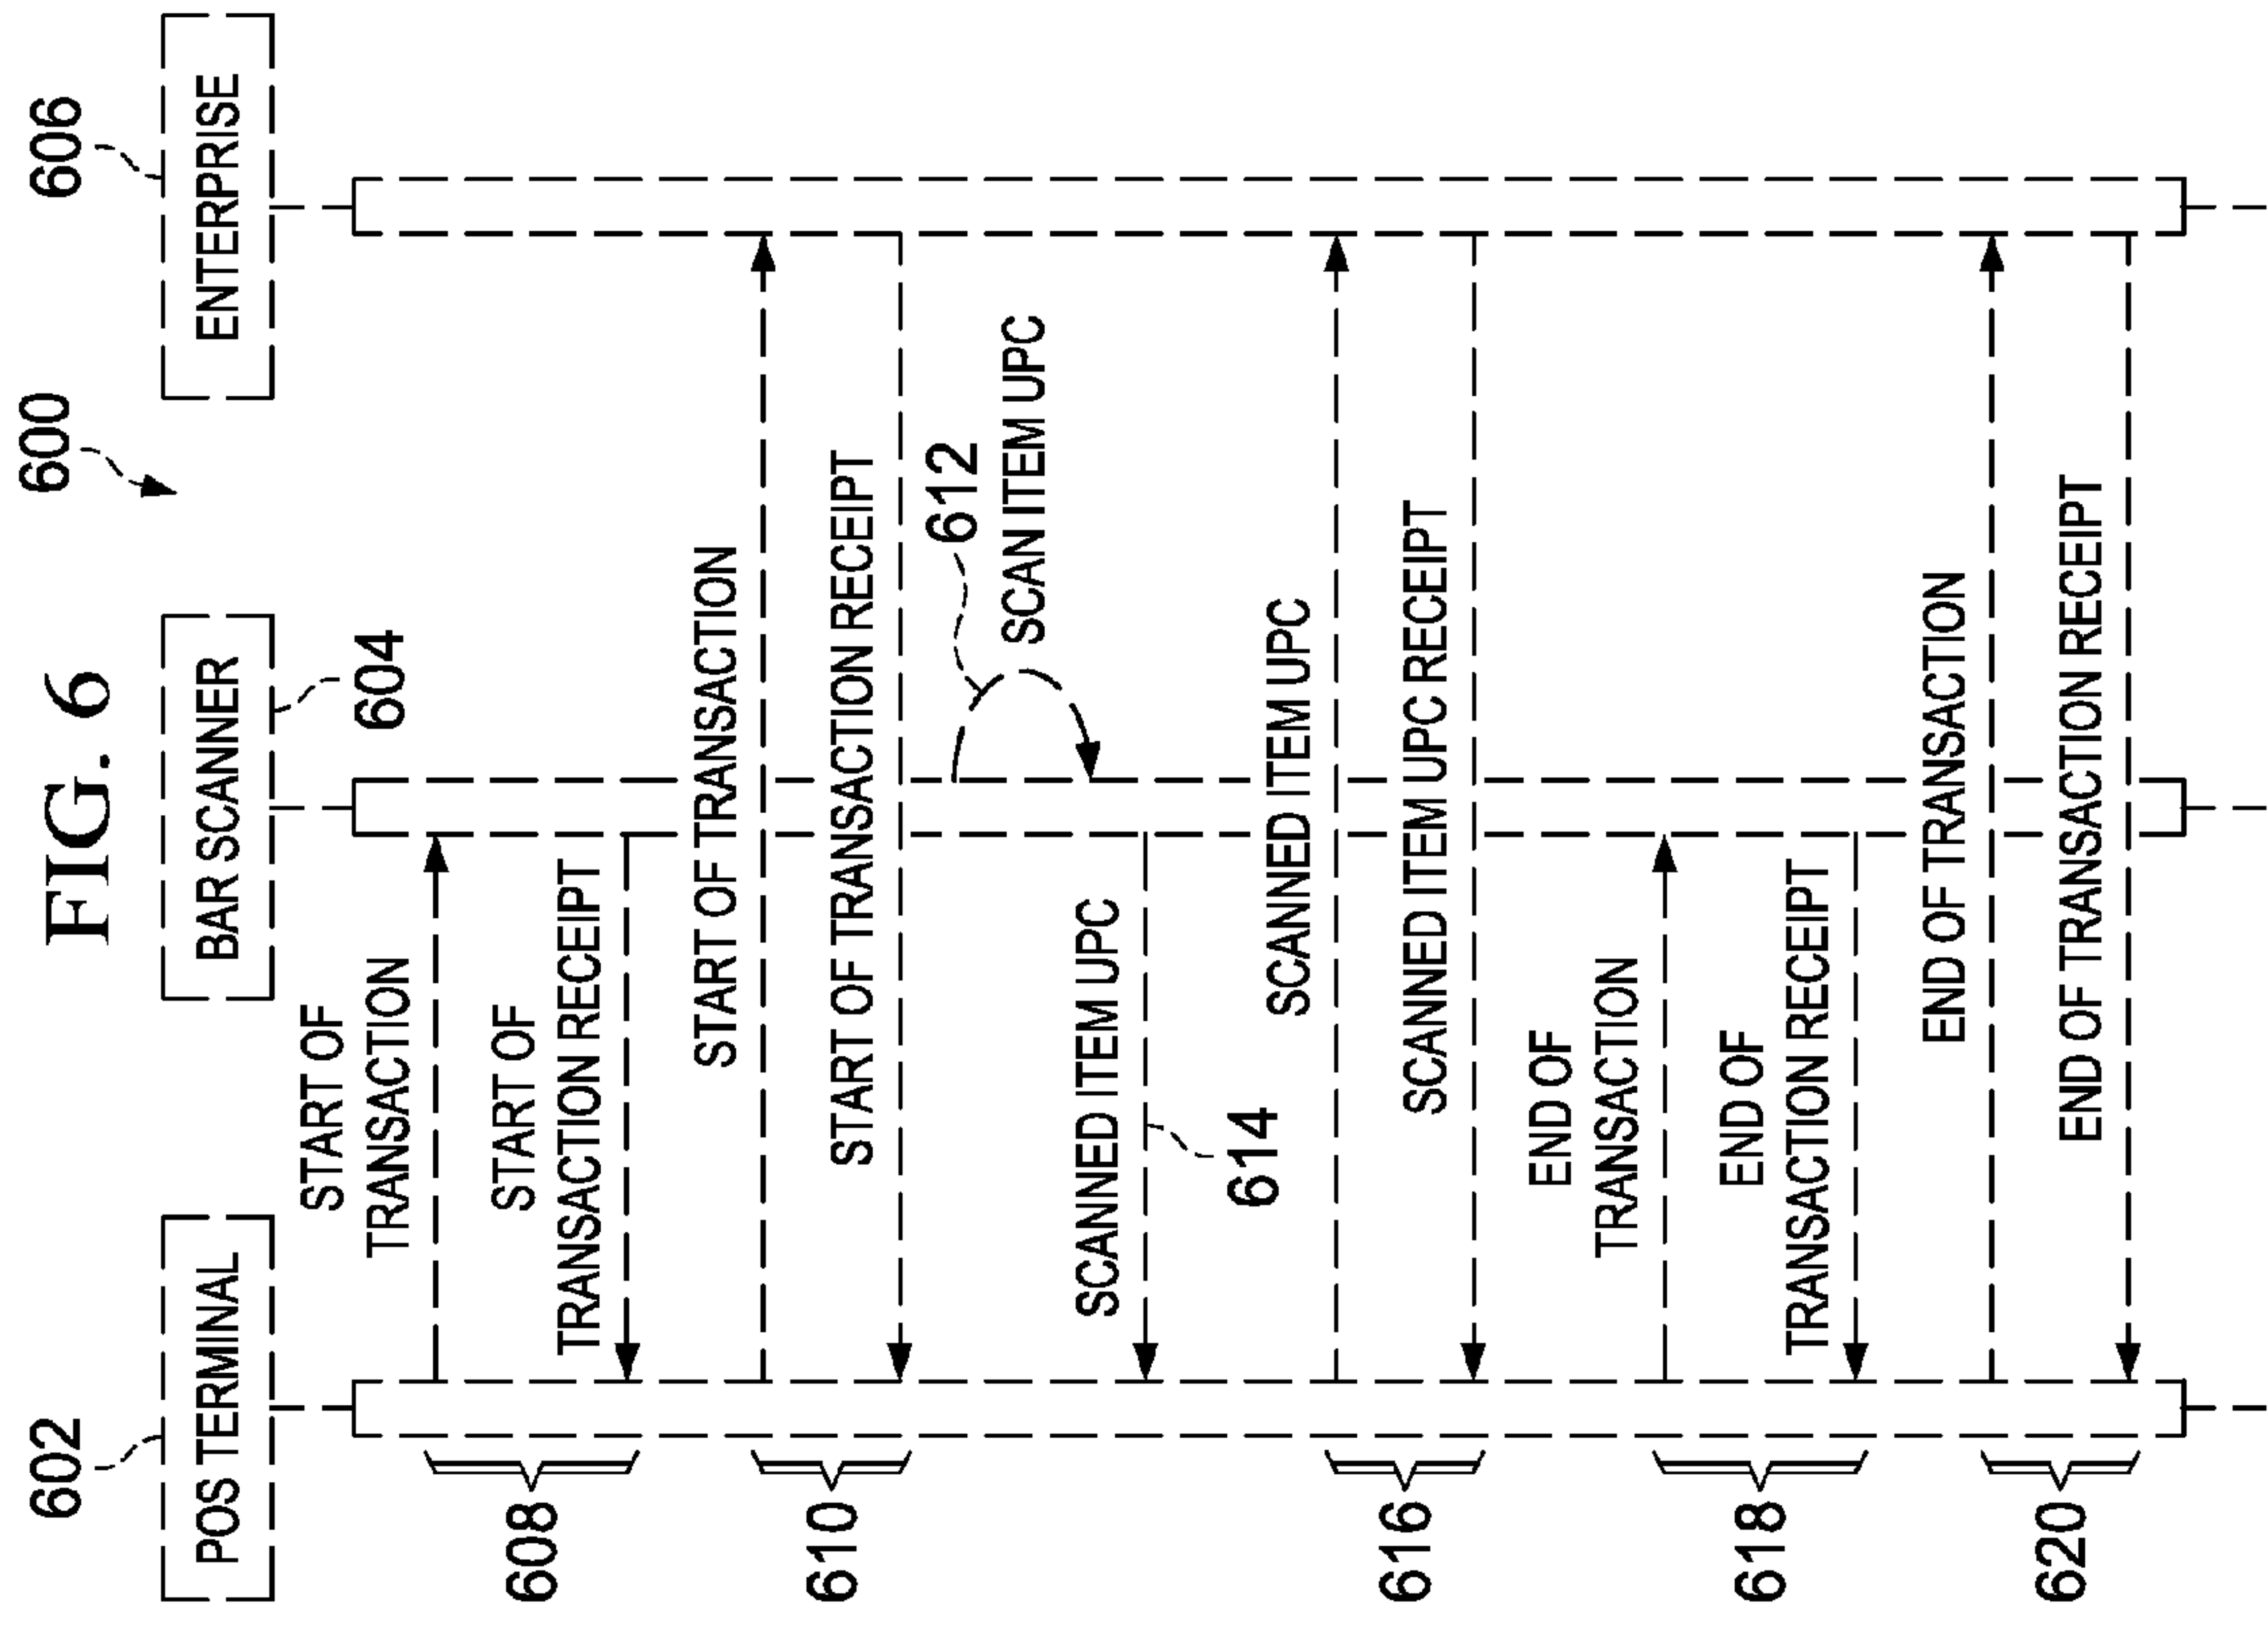 FIG. 6
600
602
POS TERMINAL
BAR SCANNER
604
606
ENTERPRISE
START OF
TRANSACTION
START OF
TRANSACTION RECEIPT
608
START OF TRANSACTION
START OF TRANSACTION RECEIPT
610
612
SCAN ITEM UPC
SCANNED ITEM UPC
614
SCANNED ITEM UPC
SCANNED ITEM UPC RECEIPT
616
END OF
TRANSACTION
END OF
TRANSACTION RECEIPT
618
END OF TRANSACTION
END OF TRANSACTION RECEIPT
620